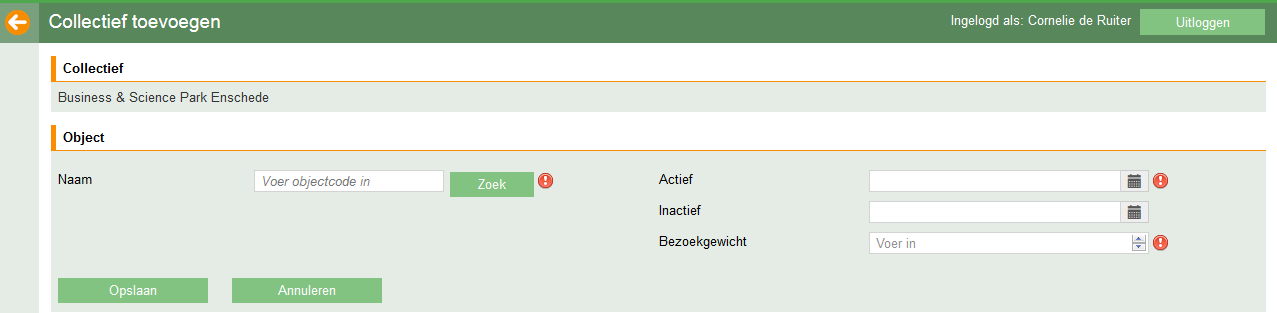 Collectief toevoegen
Ingelogd als: Cornelie de Ruiter
Uitloggen
Collectief
Business & Science Park Enschede
Object
Naam
Voer objectcode in
Zoek
Actief
Inactief
Bezoekgewicht
Voer in
Opslaan
Annuleren